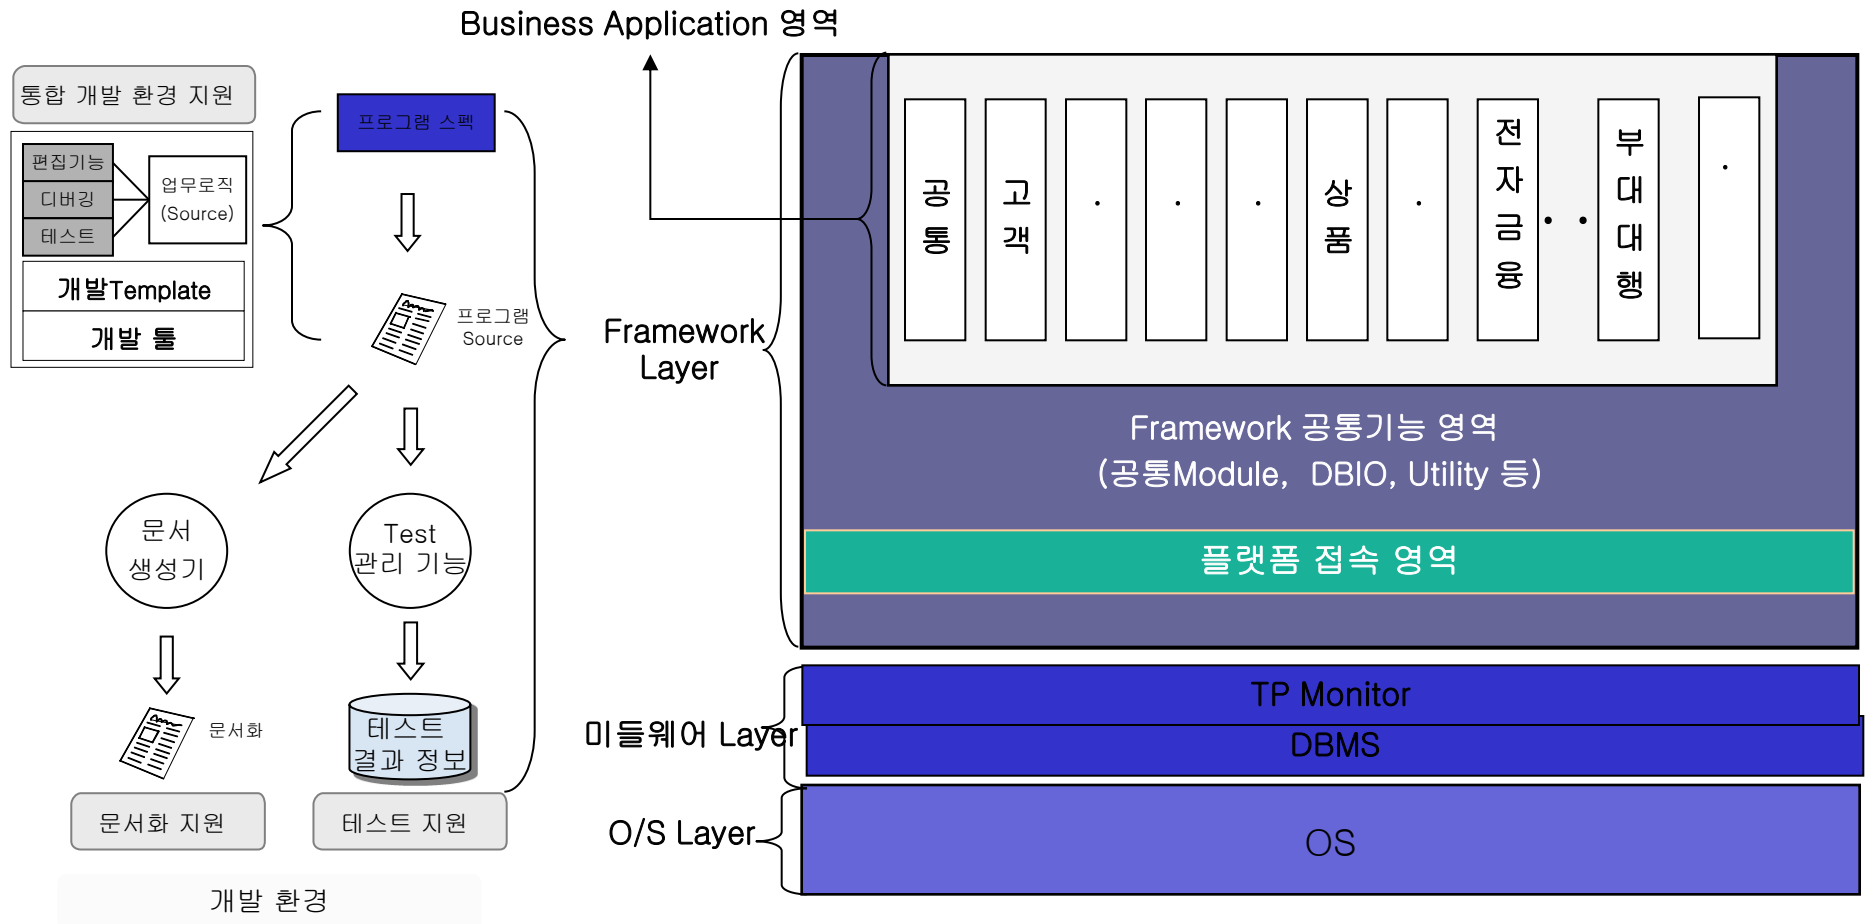 Business Application 영역
통합 개발 환경 지원
편집기능
디버깅
테스트
업무로직
(Source)
개발Template
개발 툴
프로그램 스펙
프로그램
Source
문서
생성기
Test
관리 기능
문서화
테스트
결과 정보
문서화 지원
테스트 지원
개발 환경
Framework
Layer
공통
고객
.
.
.
상품
.
전자금융
. .
부대대행
.
Framework 공통기능 영역
(공통Module, DBIO, Utility 등)
플랫폼 접속 영역
미들웨어 Layer
TP Monitor
DBMS
O/S Layer
OS